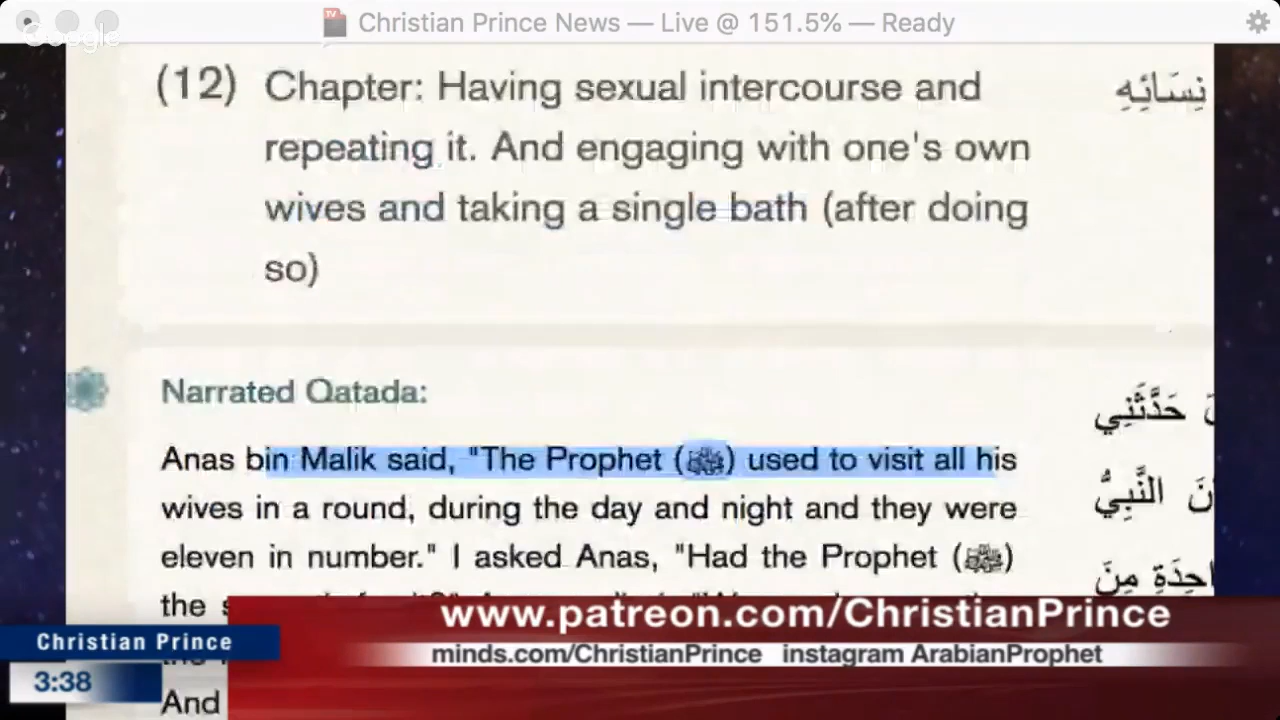 Google
Christian Prince News — Live @ 151.5% — Ready
(12) Chapter: Having sexual intercourse and
repeating it. And engaging with one's own
wives and taking a single bath (after doing
so)
نِسَائِهِ
Narrated Qatada:
حَدَّثَنِي
Anas bin Malik said, "The Prophet (ﷺ) used to visit all his
wives in a round, during the day and night and they were
النَّبِيُّ
eleven in number." I asked Anas, "Had the Prophet (ﷺ)
مِنَ
the
And
www.patreon.com/ChristianPrince
minds.com/ChristianPrince instagram ArabianProphet
Christian Prince
3:38